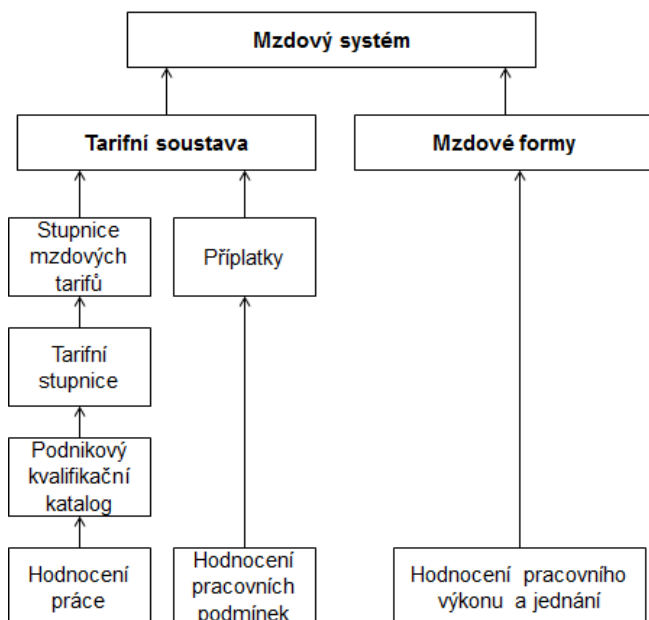 Mzdový systém
Tarifní soustava
Mzdové formy
Stupnice
mzdových
tarifů
Příplatky
Tarifní
stupnice
Podnikový
kvalifikační
katalog
Hodnocení
práce
Hodnocení
pracovních
podmínek
Hodnocení pracovního
výkonu a jednání